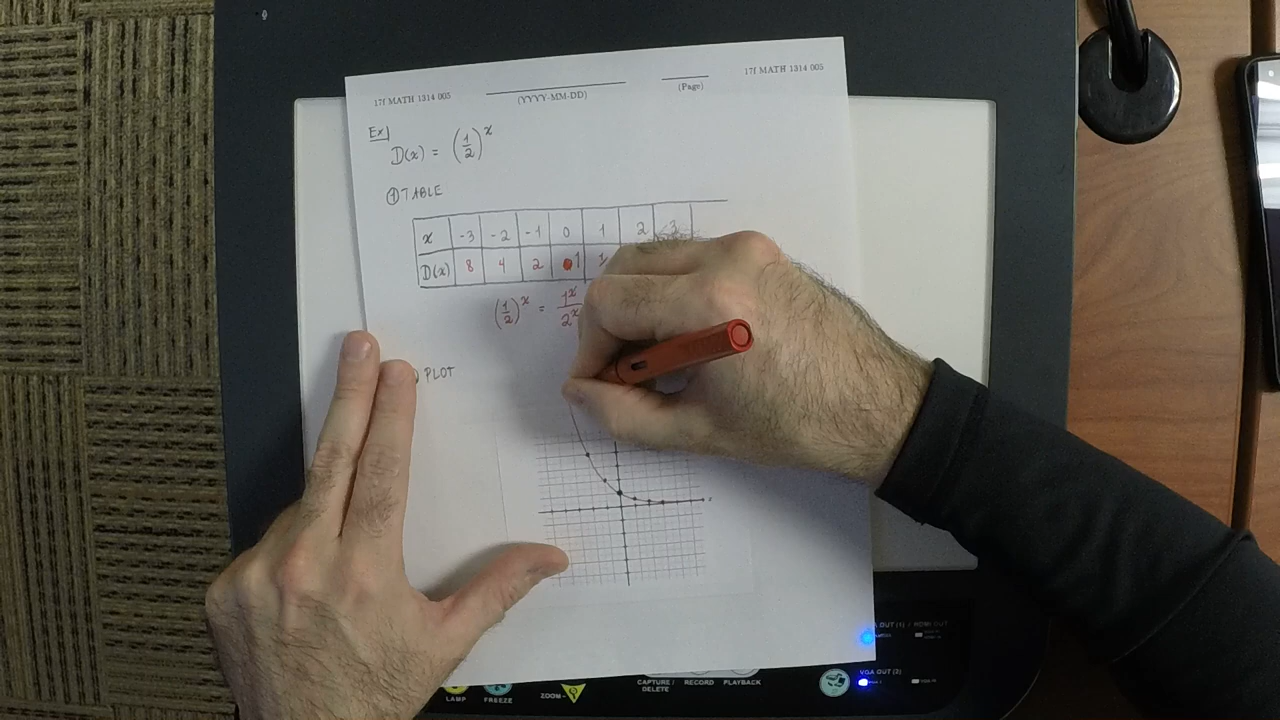 17f MATH 1314 005
(YYYY-MM-DD)
(Page)
17f MATH 1314 005
Ex
D(x) = (1/2)^x
① TABLE
x -3 -2 -1 0 1 2 3
D(x) 8 4 2 1
(1/2)^x = 1^x/2^x
PLOT
x
VGA OUT (2)
LAMP FREEZE ZOOM CAPTURE / DELETE RECORD PLAYBACK